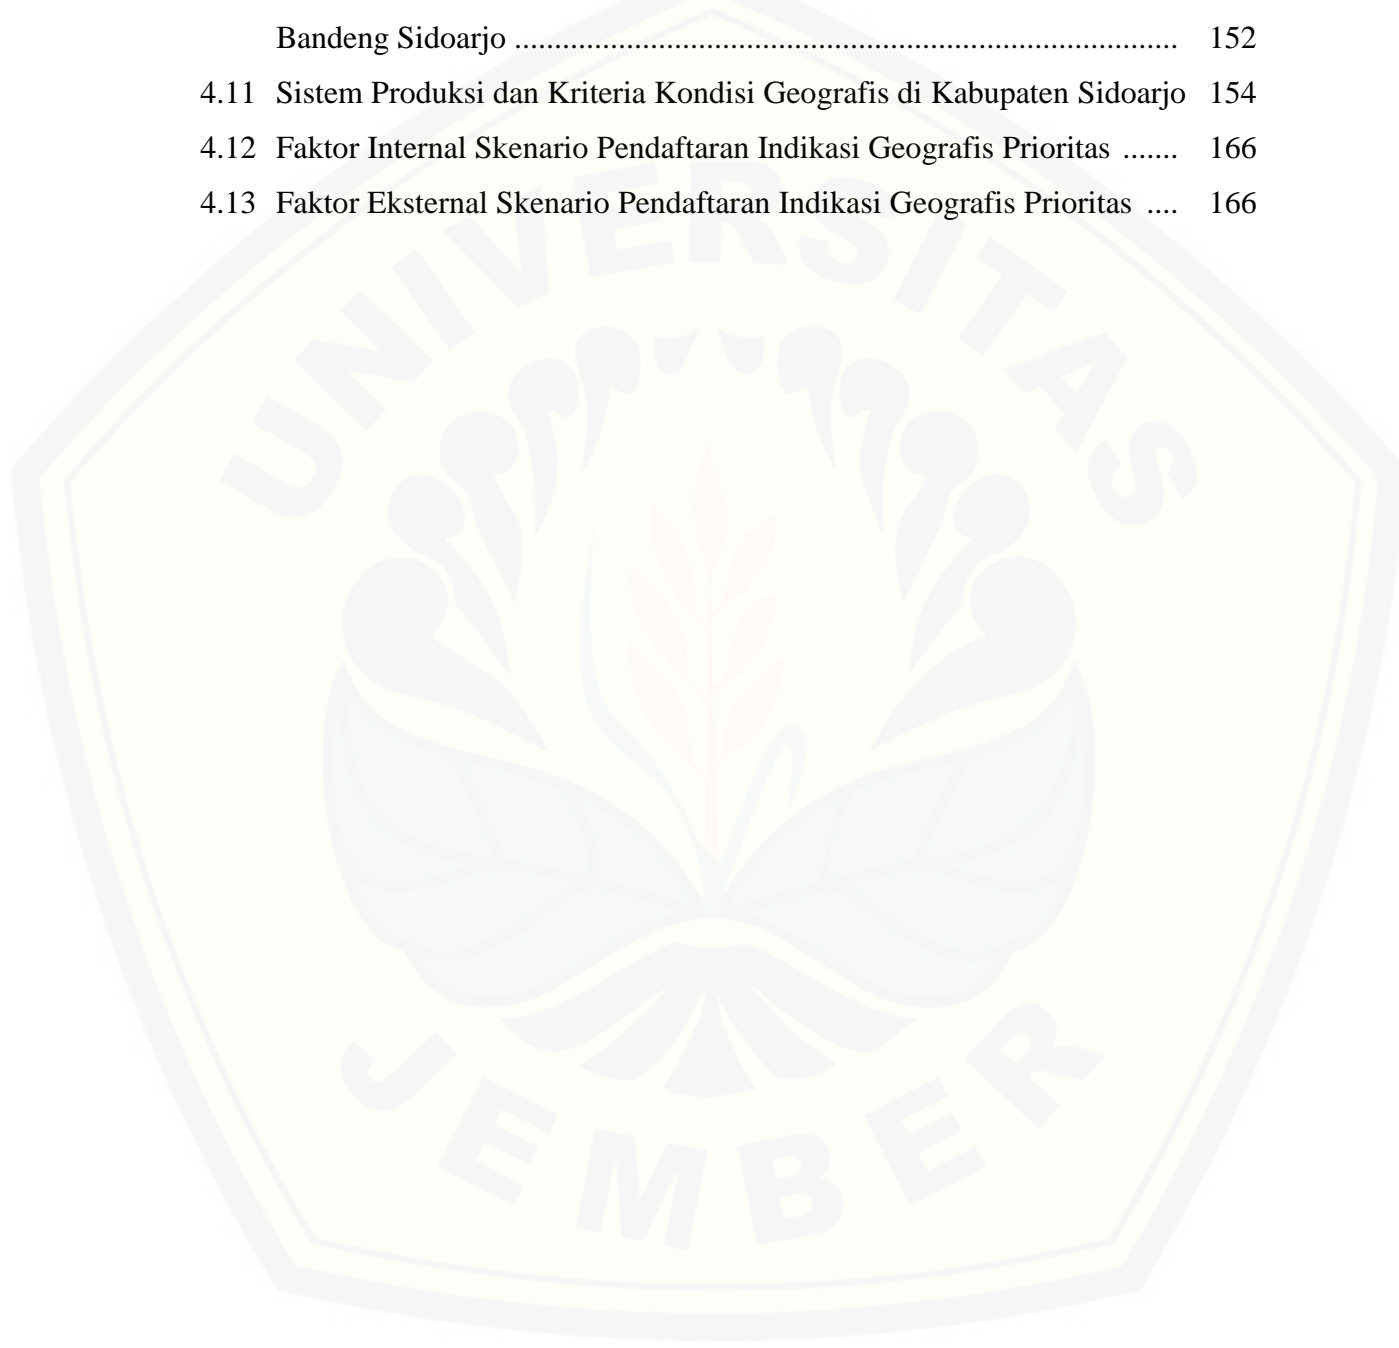 Bandeng Sidoarjo ................................................................................... 152
4.11 Sistem Produksi dan Kriteria Kondisi Geografis di Kabupaten Sidoarjo 154
4.12 Faktor Internal Skenario Pendaftaran Indikasi Geografis Prioritas ....... 166
4.13 Faktor Eksternal Skenario Pendaftaran Indikasi Geografis Prioritas .... 166
UNIVERSITAS
JEMBER